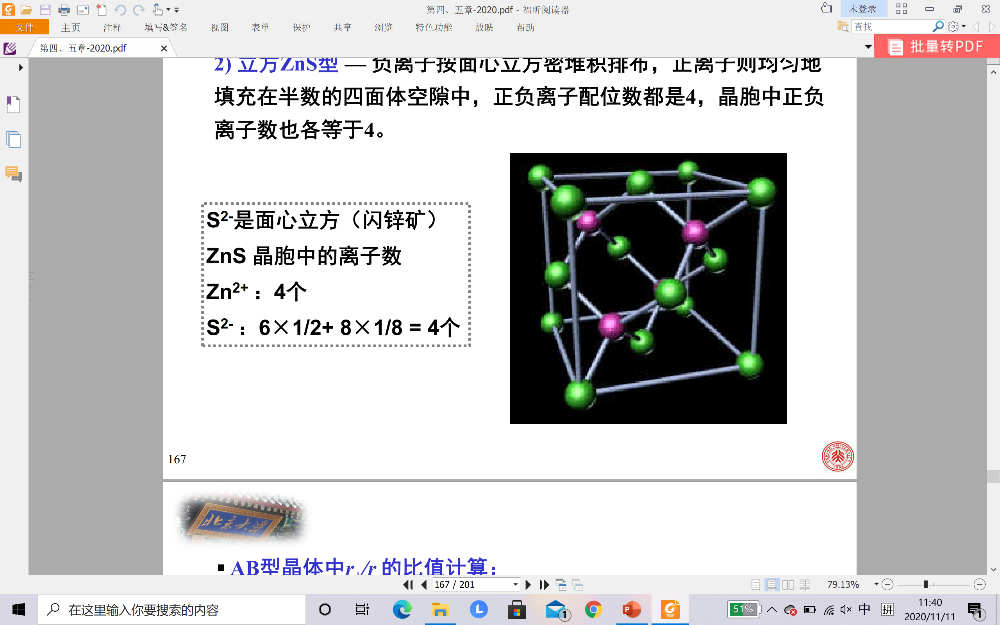 第四、五章-2020.pdf - 福昕阅读器
未登录
文件 主页 注释 填写&签名 视图 表单 保护 共享 浏览 特色功能 放映 帮助
查找
第四、五章-2020.pdf
批量转PDF
2) 立方ZnS型 — 负离子按面心立方密堆积排布，正离子则均匀地
填充在半数的四面体空隙中，正负离子配位数都是4，晶胞中正负
离子数也各等于4。
S2-是面心立方（闪锌矿）
ZnS 晶胞中的离子数
Zn2+ ：4个
S2- ：6×1/2+ 8×1/8 = 4个
167
PEKING UNIVERSITY
1898
北京大学
▪ AB型晶体中r+/r 的比值计算：
167 / 201
79.13%
在这里输入你要搜索的内容
1
P
PDF
51%
中
拼
11:40
2020/11/11
1